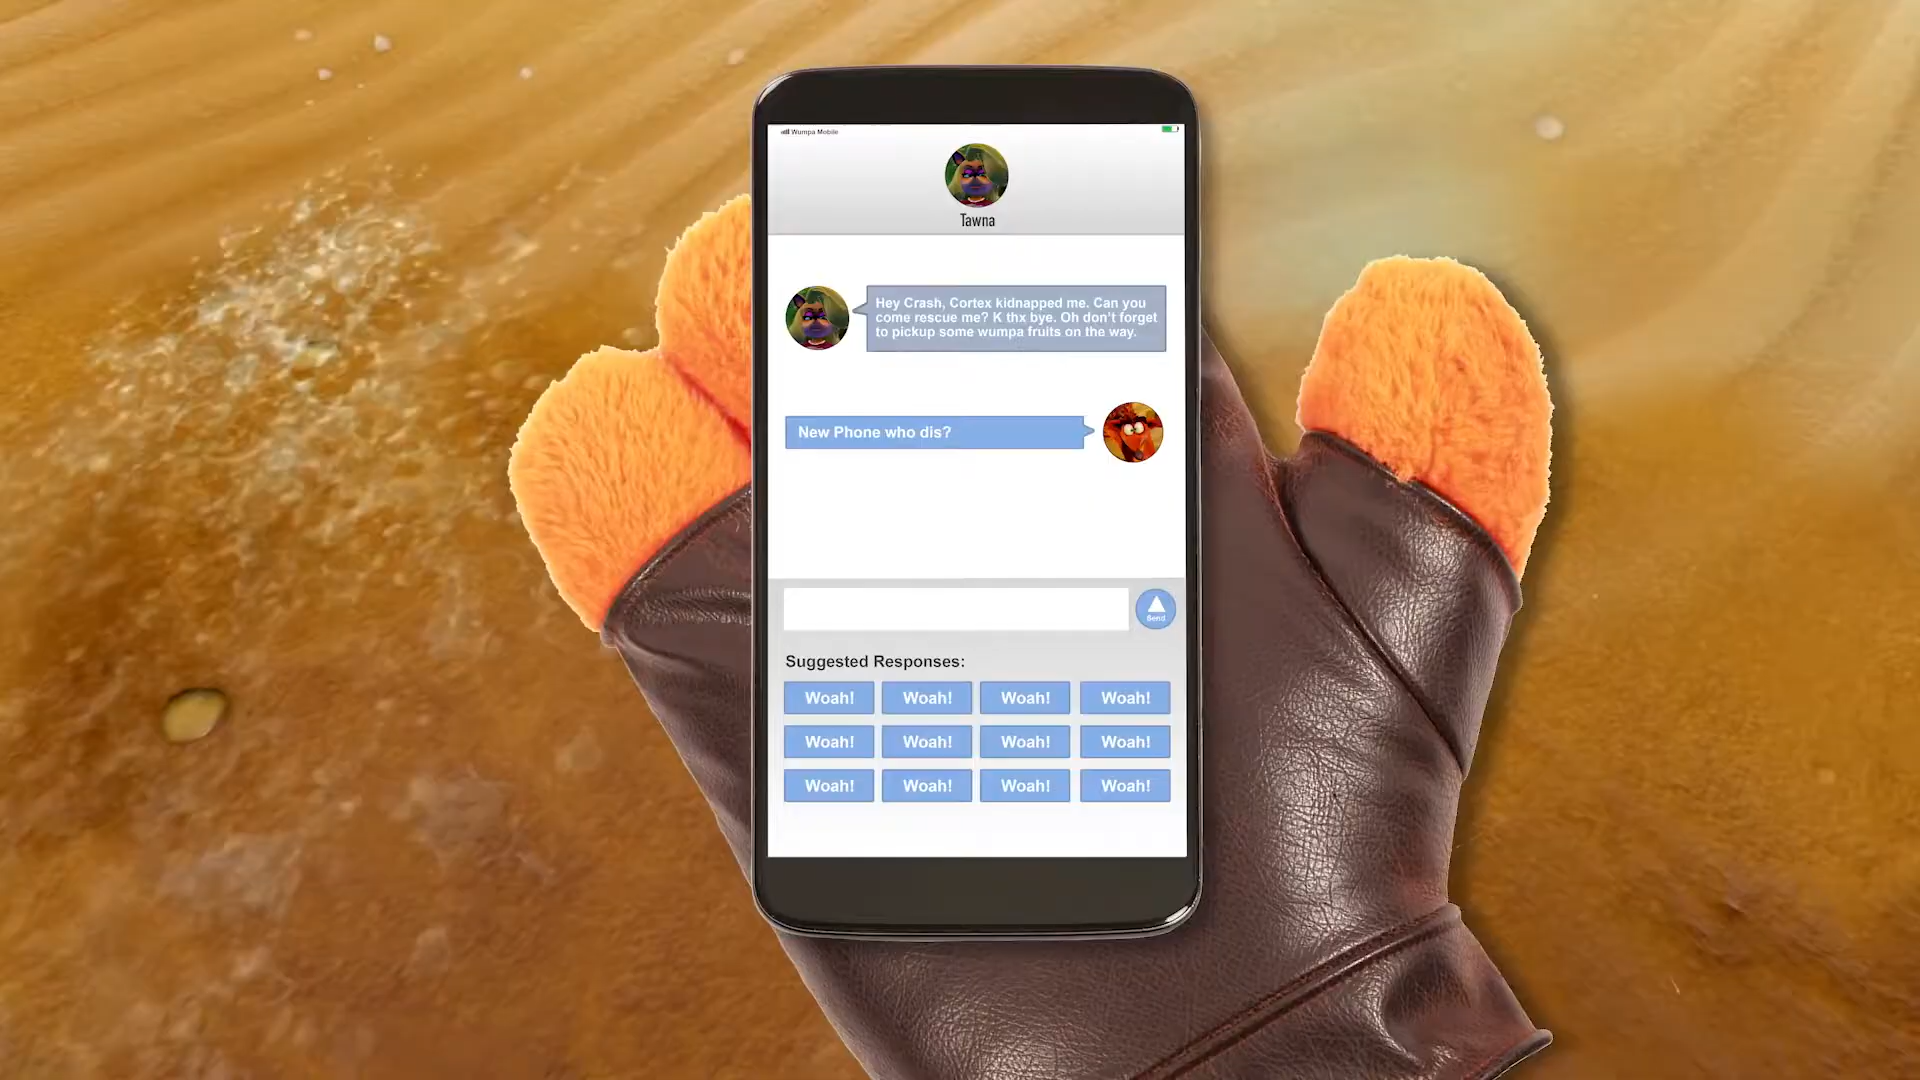 Wumpa Mobile
Tawna
Hey Crash, Cortex kidnapped me. Can you
come rescue me? K thx bye. Oh don't forget
to pickup some wumpa fruits on the way.
New Phone who dis?
Send
Suggested Responses:
Woah! Woah! Woah! Woah!
Woah! Woah! Woah! Woah!
Woah! Woah! Woah! Woah!